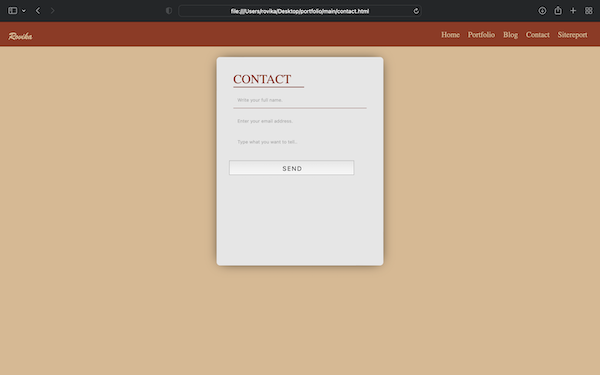 file:///Users/rovika/Desktop/portfolio/main/contact.html
Rovika Home Portfolio Blog Contact Sitereport
CONTACT
Write your full name.
Enter your email address.
Type what you want to tell..
SEND